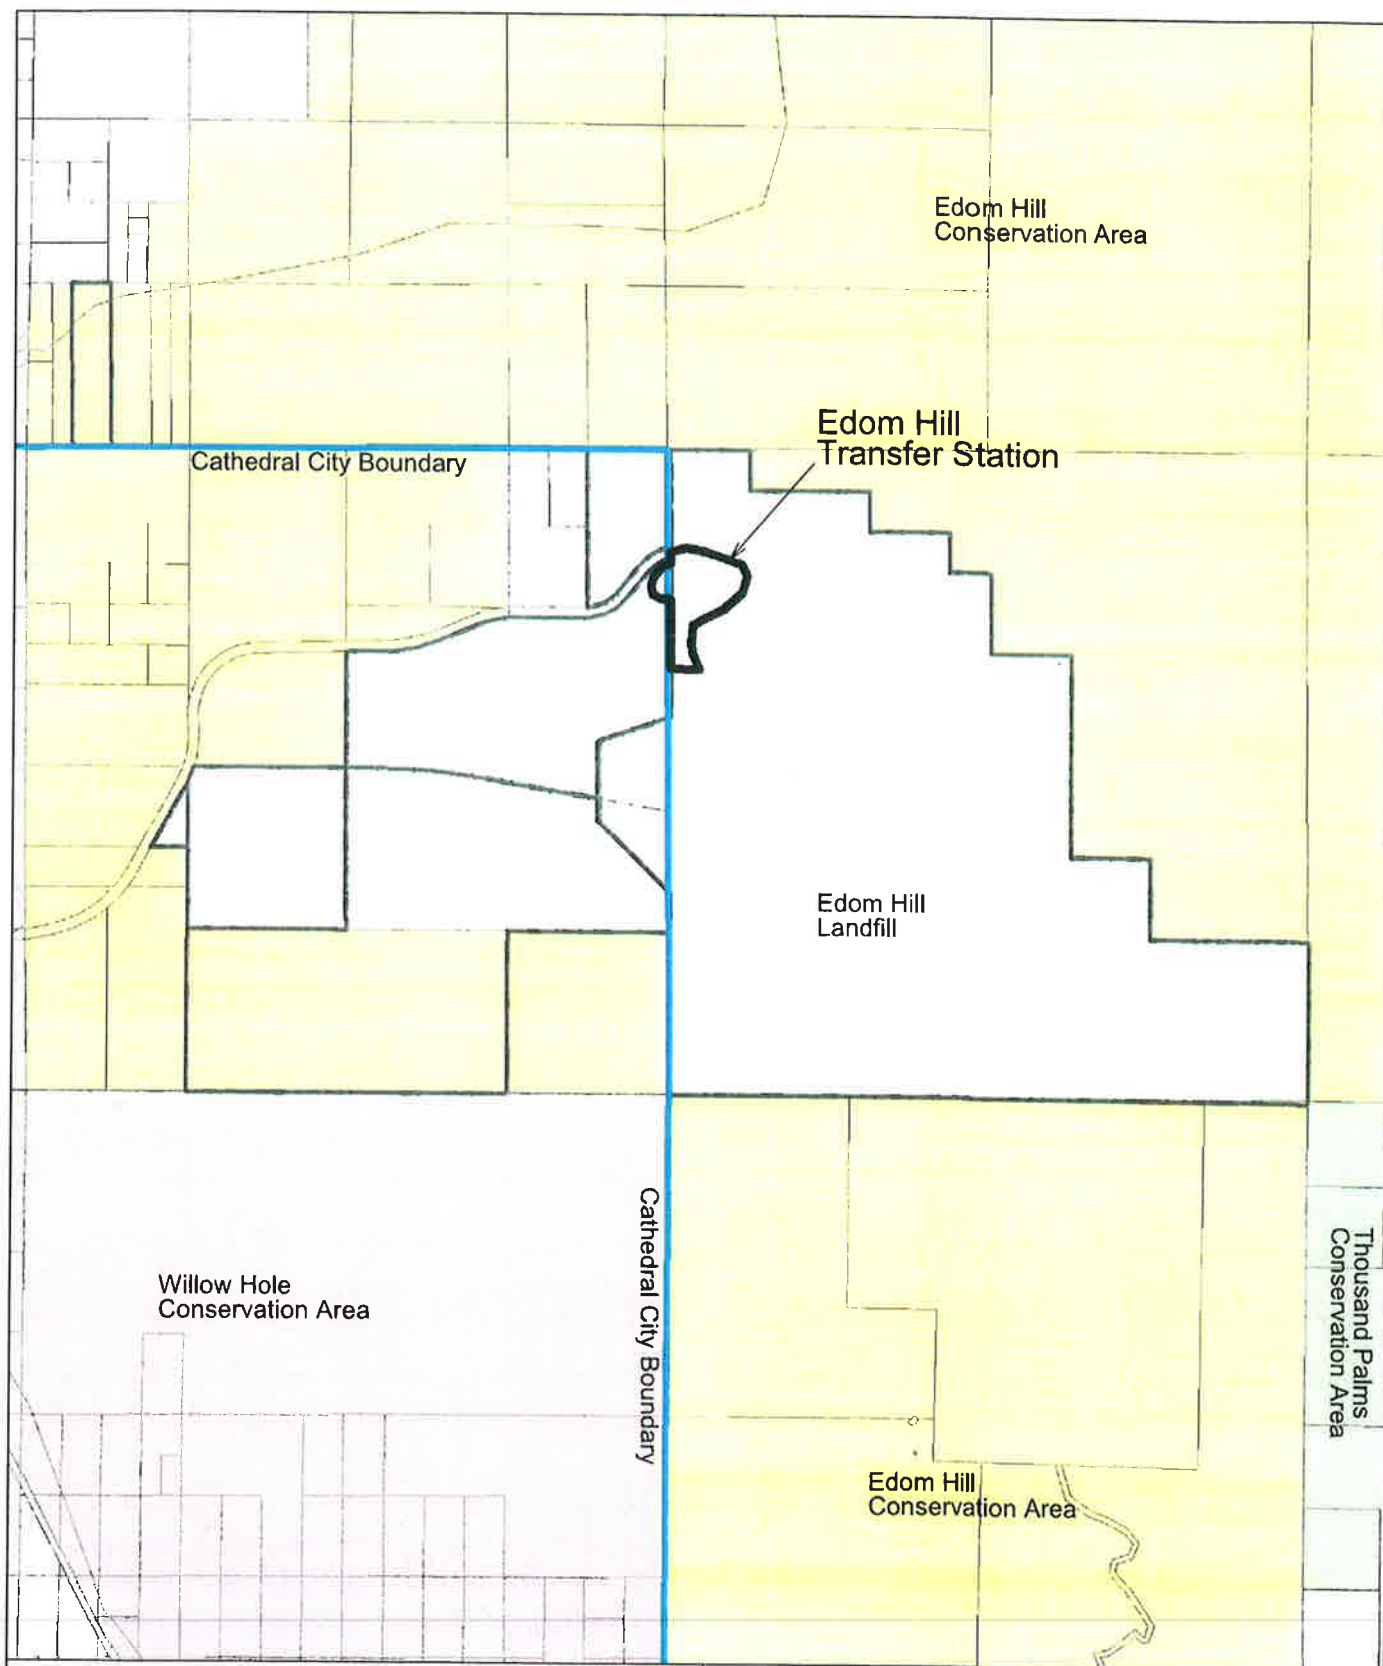 Edom Hill
Conservation Area
Edom Hill
Transfer Station
Cathedral City Boundary
Edom Hill
Landfill
Cathedral City Boundary
Thousand Palms
Conservation Area
Willow Hole
Conservation Area
Edom Hill
Conservation Area